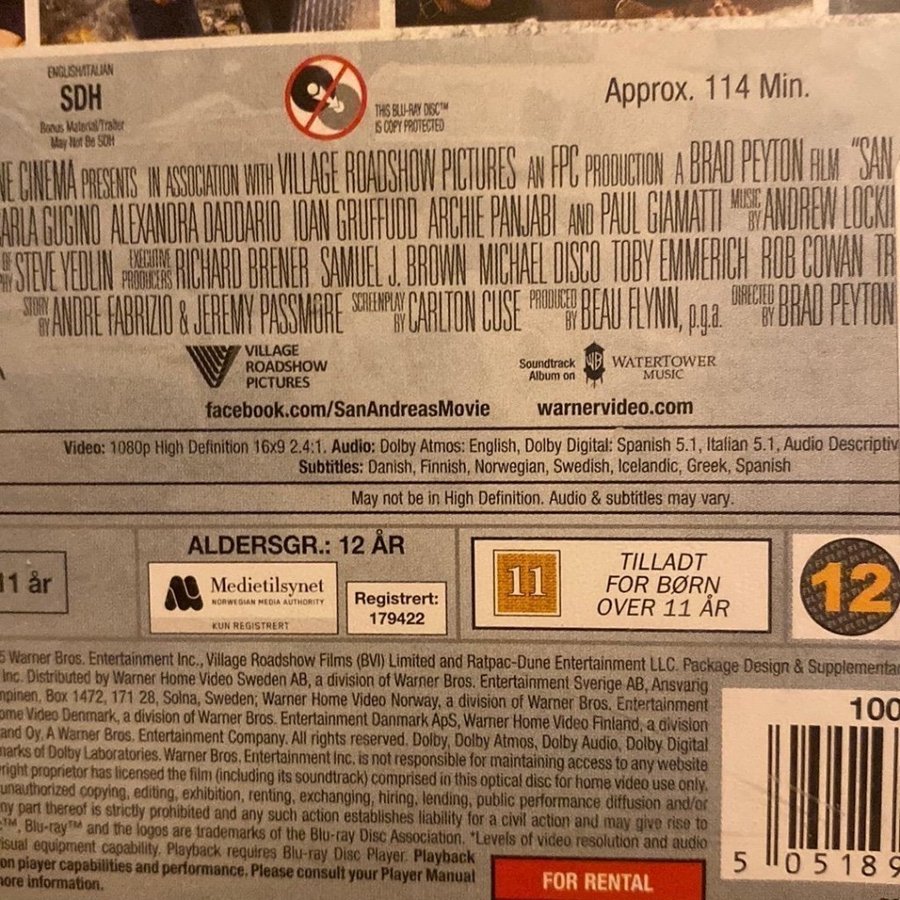 ENGLISH/ITALIAN
SDH
Bonus Material/Trailer
May Not Be SDH
THIS BLU-RAY DISC™
IS COPY PROTECTED
Approx. 114 Min.
NE CINEMA PRESENTS IN ASSOCIATION WITH VILLAGE ROADSHOW PICTURES AN FPC PRODUCTION A BRAD PEYTON FILM "SAN
ARLA GUGINO ALEXANDRA DADDARIO IOAN GRUFFUDD ARCHIE PANJABI AND PAUL GIAMATTI MUSIC BY ANDREW LOCKI
OF STEVE YEDLIN EXECUTIVE PRODUCERS RICHARD BRENER SAMUEL J. BROWN MICHAEL DISCO TOBY EMMERICH ROB COWAN TR
STORY BY ANDRE FABRIZIO & JEREMY PASSMORE SCREENPLAY BY CARLTON CUSE PRODUCED BY BEAU FLYNN, p.g.a. DIRECTED BY BRAD PEYTON
VILLAGE
ROADSHOW
PICTURES
Soundtrack
Album on
WB
WATERTOWER
MUSIC
facebook.com/SanAndreasMovie warnervideo.com
Video: 1080p High Definition 16x9 2.4:1. Audio: Dolby Atmos: English, Dolby Digital: Spanish 5.1, Italian 5.1, Audio Descriptiv
Subtitles: Danish, Finnish, Norwegian, Swedish, Icelandic, Greek, Spanish
May not be in High Definition. Audio & subtitles may vary.
11 år
ALDERSGR.: 12 ÅR
Medietilsynet
NORWEGIAN MEDIA AUTHORITY
KUN REGISTRERT
Registrert:
179422
11
TILLADT
FOR BØRN
OVER 11 ÅR
12
5 Warner Bros. Entertainment Inc., Village Roadshow Films (BVI) Limited and Ratpac-Dune Entertainment LLC. Package Design & Supplementa
Inc. Distributed by Warner Home Video Sweden AB, a division of Warner Bros. Entertainment Sverige AB, Ansvarig
npinen, Box 1472, 171 28, Solna, Sweden; Warner Home Video Norway, a division of Warner Bros. Entertainment
ome Video Denmark, a division of Warner Bros. Entertainment Danmark ApS, Warner Home Video Finland, a division
and Oy, A Warner Bros. Entertainment Company. All rights reserved. Dolby, Dolby Atmos, Dolby Audio, Dolby Digital
marks of Dolby Laboratories. Warner Bros. Entertainment Inc. is not responsible for maintaining access to any website
right proprietor has licensed the film (including its soundtrack) comprised in this optical disc for home video use only.
unauthorized copying, editing, exhibition, renting, exchanging, hiring, lending, public performance diffusion and/or
ny part thereof is strictly prohibited and any such action establishes liability for a civil action and may give rise to
™, Blu-ray™ and the logos are trademarks of the Blu-ray Disc Association. *Levels of video resolution and audio
isual equipment capability. Playback requires Blu-ray Disc Player. Playback
on player capabilities and performance. Please consult your Player Manual
more information.
FOR RENTAL
100
5 05189